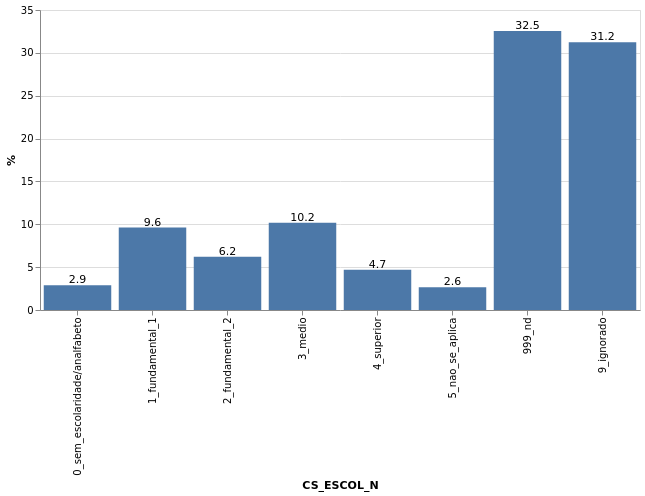 35
30
25
20
15
10
5
0
%
2.9
9.6
6.2
10.2
4.7
2.6
32.5
31.2
0_sem_escolaridade/analfabeto
1_fundamental_1
2_fundamental_2
3_medio
4_superior
5_nao_se_aplica
999_nd
9_ignorado
CS_ESCOL_N